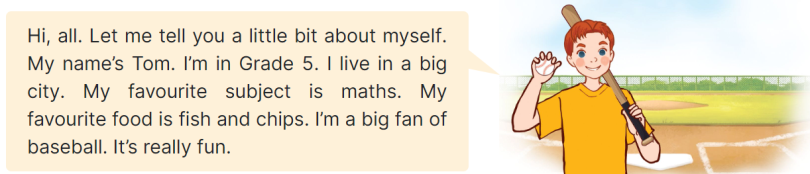 Hi, all. Let me tell you a little bit about myself.
My name's Tom. I'm in Grade 5. I live in a big
city. My favourite subject is maths. My
favourite food is fish and chips. I'm a big fan of
baseball. It's really fun.